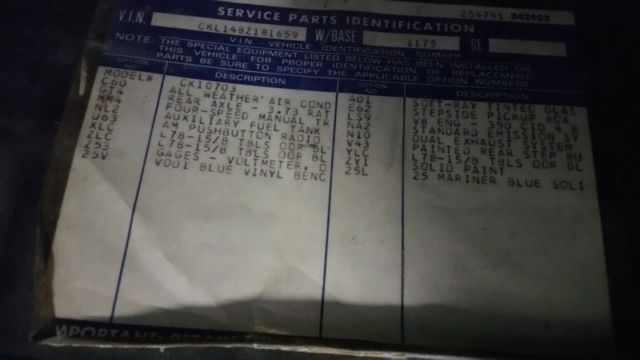 SERVICE PARTS IDENTIFICATION 254741
V.I.N. CKL148Z181659 W/BASE 1175 SE
V.I.N. - VEHICLE IDENTIFICATION NUMBER
NOTE: THE SPECIAL EQUIPMENT LISTED BELOW HAS BEEN INSTALLED ON
THIS VEHICLE. FOR PROPER IDENTIFICATION OF REPLACEMENT
PARTS BE SURE TO SPECIFY THE APPLICABLE OPTION NUMBERS
MODEL# DESCRIPTION DESCRIPTION
CK10703
C60 ALL WEATHER AIR COND A01 SOFT-RAY TINTED GLAS
GT4 REAR AXLE - 3.73 RAT E62 STEPSIDE PICKUP BOX
MM4 FOUR-SPEED MANUAL TR LS9 V8 ENG - 350 CID 4-B
NL2 AUXILIARY FUEL TANK NA20 STANDARD EMISSION SY
U63 AM PUSHBUTTON RADIO N10 DUAL EXHAUST SYSTEM
XLC L78-15/B TBLS OOR BL V43 PAINTED REAR STEP BU
ZLC L78-15/B TBLS OOR BL YLC L78-15/B TBLS OOR BL
Z53 GAGES - VOLTMETER, O ZY1 SOLID PAINT
25V VDD1 BLUE VINYL BENC 25L 25 MARINER BLUE SOLI